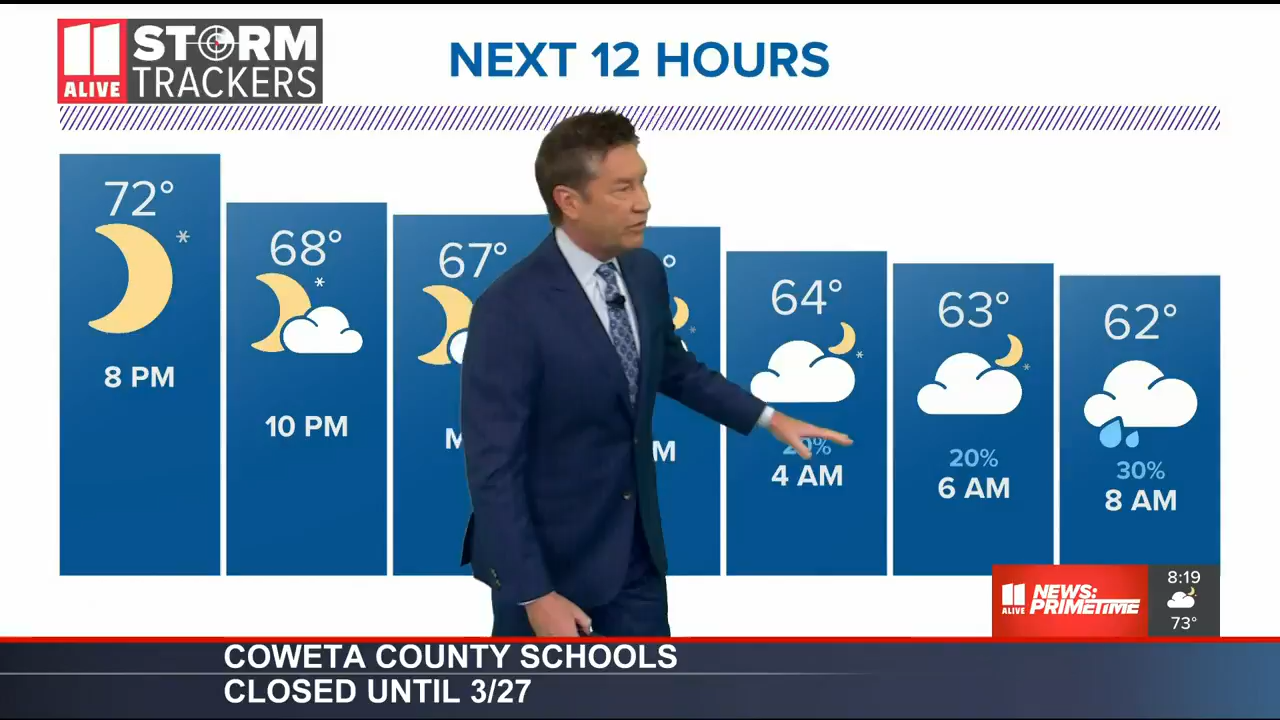 11 ALIVE
STORM
TRACKERS
NEXT 12 HOURS
72°
8 PM
68°
10 PM
67°
64°
20%
4 AM
63°
20%
6 AM
62°
30%
8 AM
11 ALIVE
NEWS:
PRIMETIME
8:19
73°
COWETA COUNTY SCHOOLS
CLOSED UNTIL 3/27